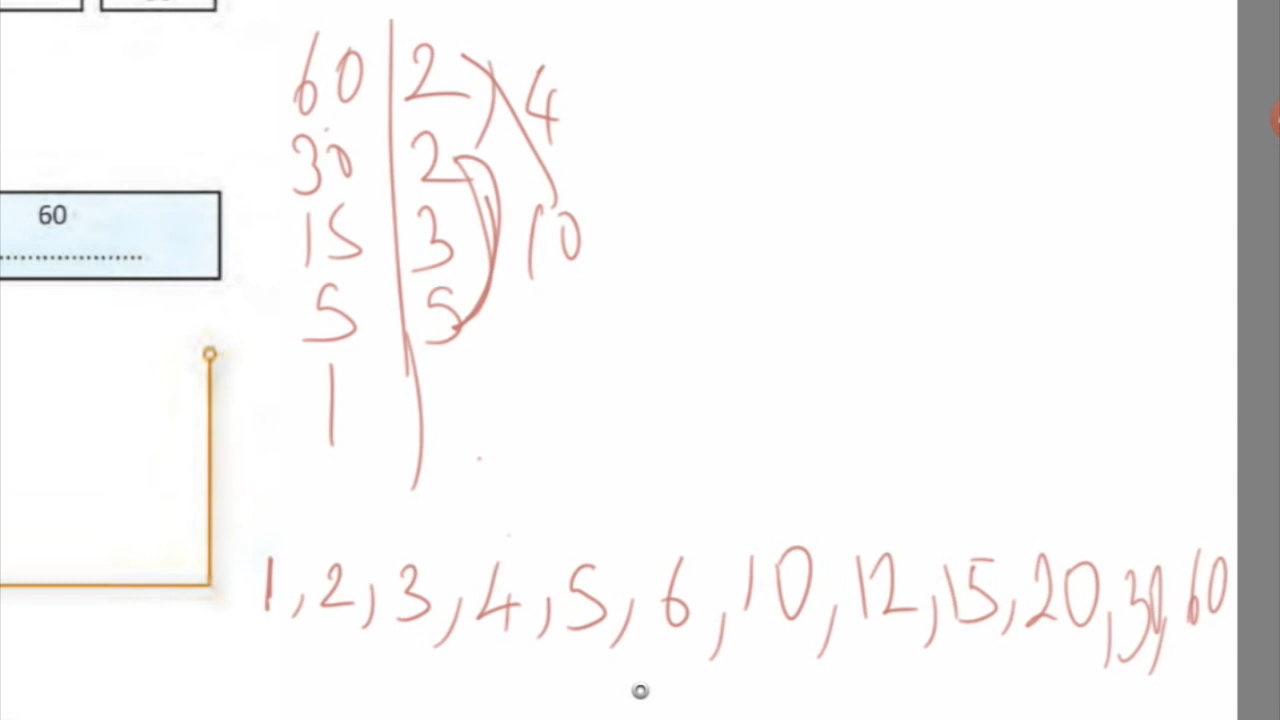 60 2 4
30 2
15 3 10
5 5
1
60
........................
1, 2, 3, 4, 5, 6, 10, 12, 15, 20, 30, 60